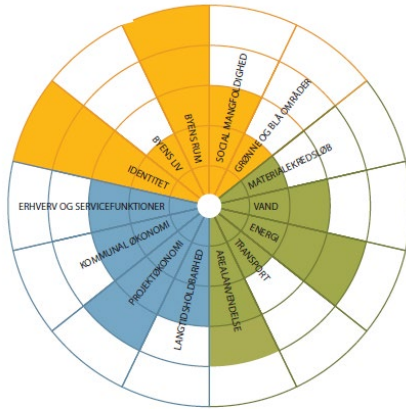 SOCIAL MANGFOLDIGHED
GRØNNE OG BLÅ OMRÅDER
MATERIALEKREDSLØB
VAND
ENERGI
TRANSPORT
AREALANVENDELSE
LANGTIDSHOLDBARHED
PROJEKTØKONOMI
KOMMUNAL ØKONOMI
ERHVERV OG SERVICEFUNKTIONER
IDENTITET
BYENS LIV
BYENS RUM